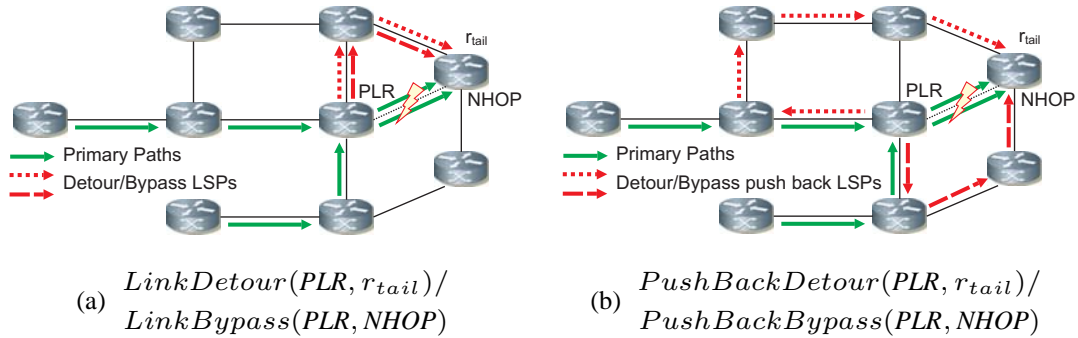 r_tail
PLR
NHOP
Primary Paths
Detour/Bypass LSPs
(a) LinkDetour(PLR, r_tail)/
LinkBypass(PLR, NHOP)
r_tail
PLR
NHOP
Primary Paths
Detour/Bypass push back LSPs
(b) PushBackDetour(PLR, r_tail)/
PushBackBypass(PLR, NHOP)